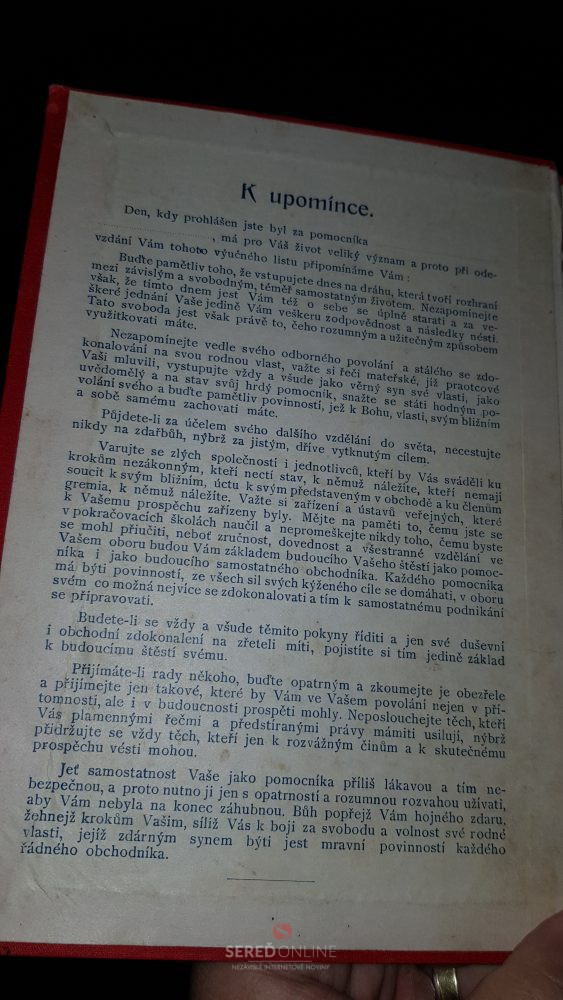 K upomínce.
Den, kdy prohlášen jste byl za pomocníka
, má pro Váš život veliký význam a proto při ode-
vzdání Vám tohoto výučného listu připomínáme Vám:
Buďte pamětliv toho, že vstupujete dnes na dráhu, která tvoří rozhraní
mezi závislým a svobodným, téměř samostatným životem. Nezapomínejte
však, že tímto dnem jest Vám též o sebe se úplně starati a za ve-
škeré jednání Vaše jedině Vám veškeru zodpovědnost a následky nésti.
Tato svoboda jest však právě to, čeho rozumným a užitečným způsobem
využitkovati máte.
Nezapomínejte vedle svého odborného povolání a stálého se zdo-
konalování na svou rodnou vlast, važte si řeči mateřské, jíž praotcové
Vaši mluvili, vystupujte vždy a všude jako věrný syn své vlasti, jako
uvědomělý a na stav svůj hrdý pomocník, snažte se státi hodným po-
volání svého a buďte pamětliv povinností, jež k Bohu, vlasti, svým bližním
a sobě samému zachovati máte.
Půjdete-li za účelem svého dalšího vzdělání do světa, necestujte
nikdy na zdařbůh, nýbrž za jistým, dříve vytknutým cílem.
Varujte se zlých společností i jednotlivců, kteří by Vás sváděli ku
krokům nezákonným, kteří nectí stav, k němuž náležíte, kteří nemají
soucit k svým bližním, úctu k svým představeným v obchodě a ku členům
gremia, k němuž náležíte. Važte si zařízení a ústavů veřejných, které
k Vašemu prospěchu zařízeny byly. Mějte na paměti to, čemu jste se
v pokračovacích školách naučil a nepromeškejte nikdy toho, čemu byste
se mohl přiučiti, neboť zručnost, dovednost a všestranné vzdělání ve
Vašem oboru budou Vám základem budoucího Vašeho štěstí jako pomoc-
níka i jako budoucího samostatného obchodníka. Každého pomocníka
má býti povinností, ze všech sil svých kýženého cíle se domáhati, v oboru
svém co možná nejvíce se zdokonalovati a tím k samostatnému podnikání
se připravovati.
Budete-li se vždy a všude těmito pokyny říditi a jen své duševní
i obchodní zdokonalení na zřeteli míti, pojistíte si tím jedině základ
k budoucímu štěstí svému.
Přijímáte-li rady někoho, buďte opatrným a zkoumejte je obezřele
a přijímejte jen takové, které by Vám ve Vašem povolání nejen v pří-
tomnosti, ale i v budoucnosti prospěti mohly. Neposlouchejte těch, kteří
Vás plamennými řečmi a předstíranými právy mámiti usilují, nýbrž
přidržujte se vždy těch, kteří jen k rozvážným činům a k skutečnému
prospěchu vésti mohou.
Jeť samostatnost Vaše jako pomocníka příliš lákavou a tím ne-
bezpečnou, a proto nutno jí jen s opatrností a rozumnou rozvahou užívati,
aby Vám nebyla na konec záhubnou. Bůh popřejž Vám hojného zdaru,
žehnejž krokům Vašim, sílíž Vás k boji za svobodu a volnost své rodné
vlasti, jejíž zdárným synem býti jest mravní povinností každého
řádného obchodníka.
SEREĎONLINE
NEZÁVISLÉ INTERNETOVÉ NOVINY